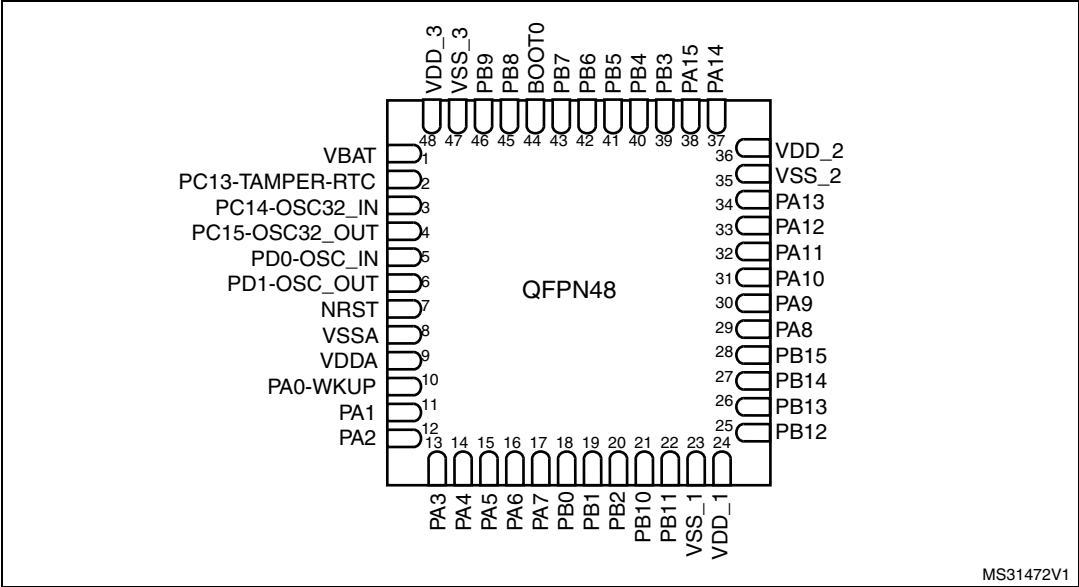 VDD_3
VSS_3
PB9
PB8
BOOT0
PB7
PB6
PB5
PB4
PB3
PA15
PA14
48 47 46 45 44 43 42 41 40 39 38 37
VBAT 1
PC13-TAMPER-RTC 2
PC14-OSC32_IN 3
PC15-OSC32_OUT 4
PD0-OSC_IN 5
PD1-OSC_OUT 6
NRST 7
VSSA 8
VDDA 9
PA0-WKUP 10
PA1 11
PA2 12
QFPN48
36 VDD_2
35 VSS_2
34 PA13
33 PA12
32 PA11
31 PA10
30 PA9
29 PA8
28 PB15
27 PB14
26 PB13
25 PB12
13 14 15 16 17 18 19 20 21 22 23 24
PA3
PA4
PA5
PA6
PA7
PB0
PB1
PB2
PB10
PB11
VSS_1
VDD_1
MS31472V1